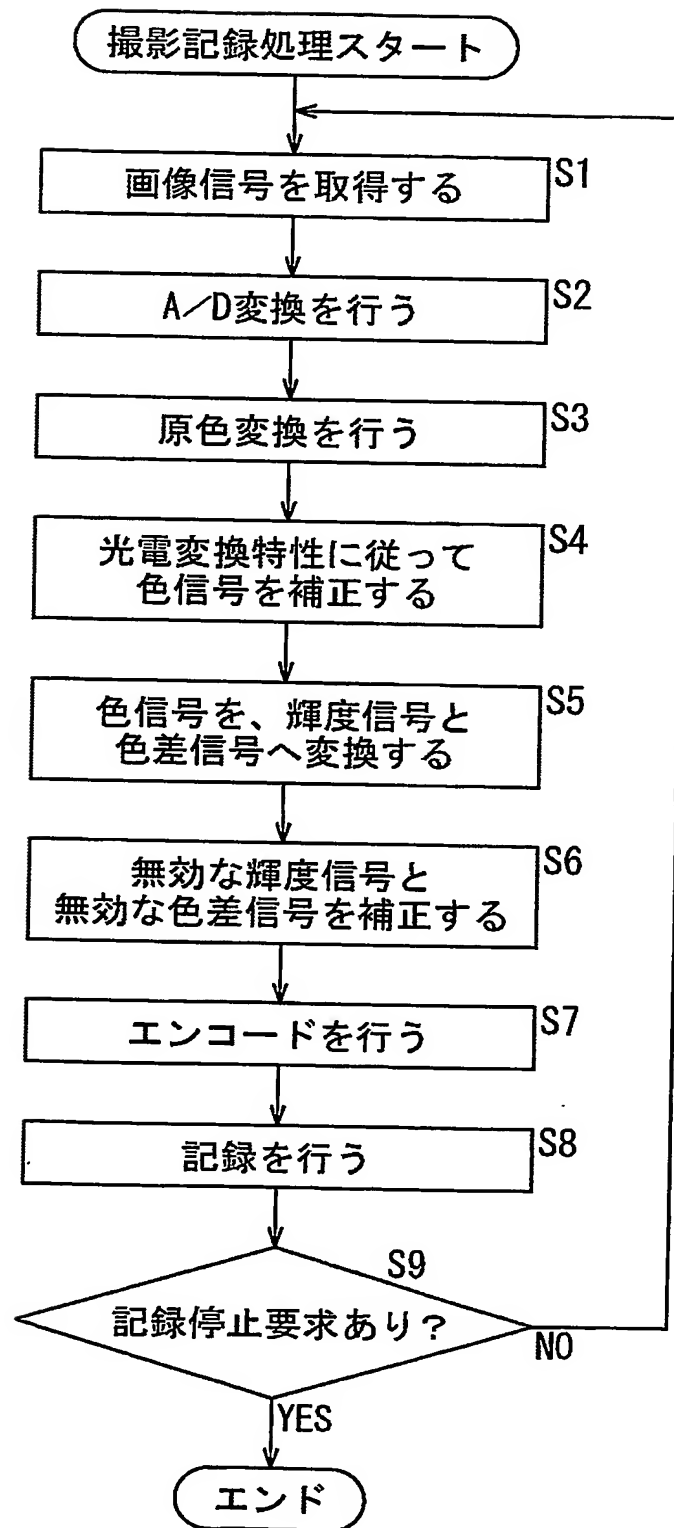 撮影記録処理スタート
画像信号を取得する
S1
A/D変換を行う
S2
原色変換を行う
S3
光電変換特性に従って
色信号を補正する
S4
色信号を、輝度信号と
色差信号へ変換する
S5
無効な輝度信号と
無効な色差信号を補正する
S6
エンコードを行う
S7
記録を行う
S8
S9
記録停止要求あり?
NO
YES
エンド